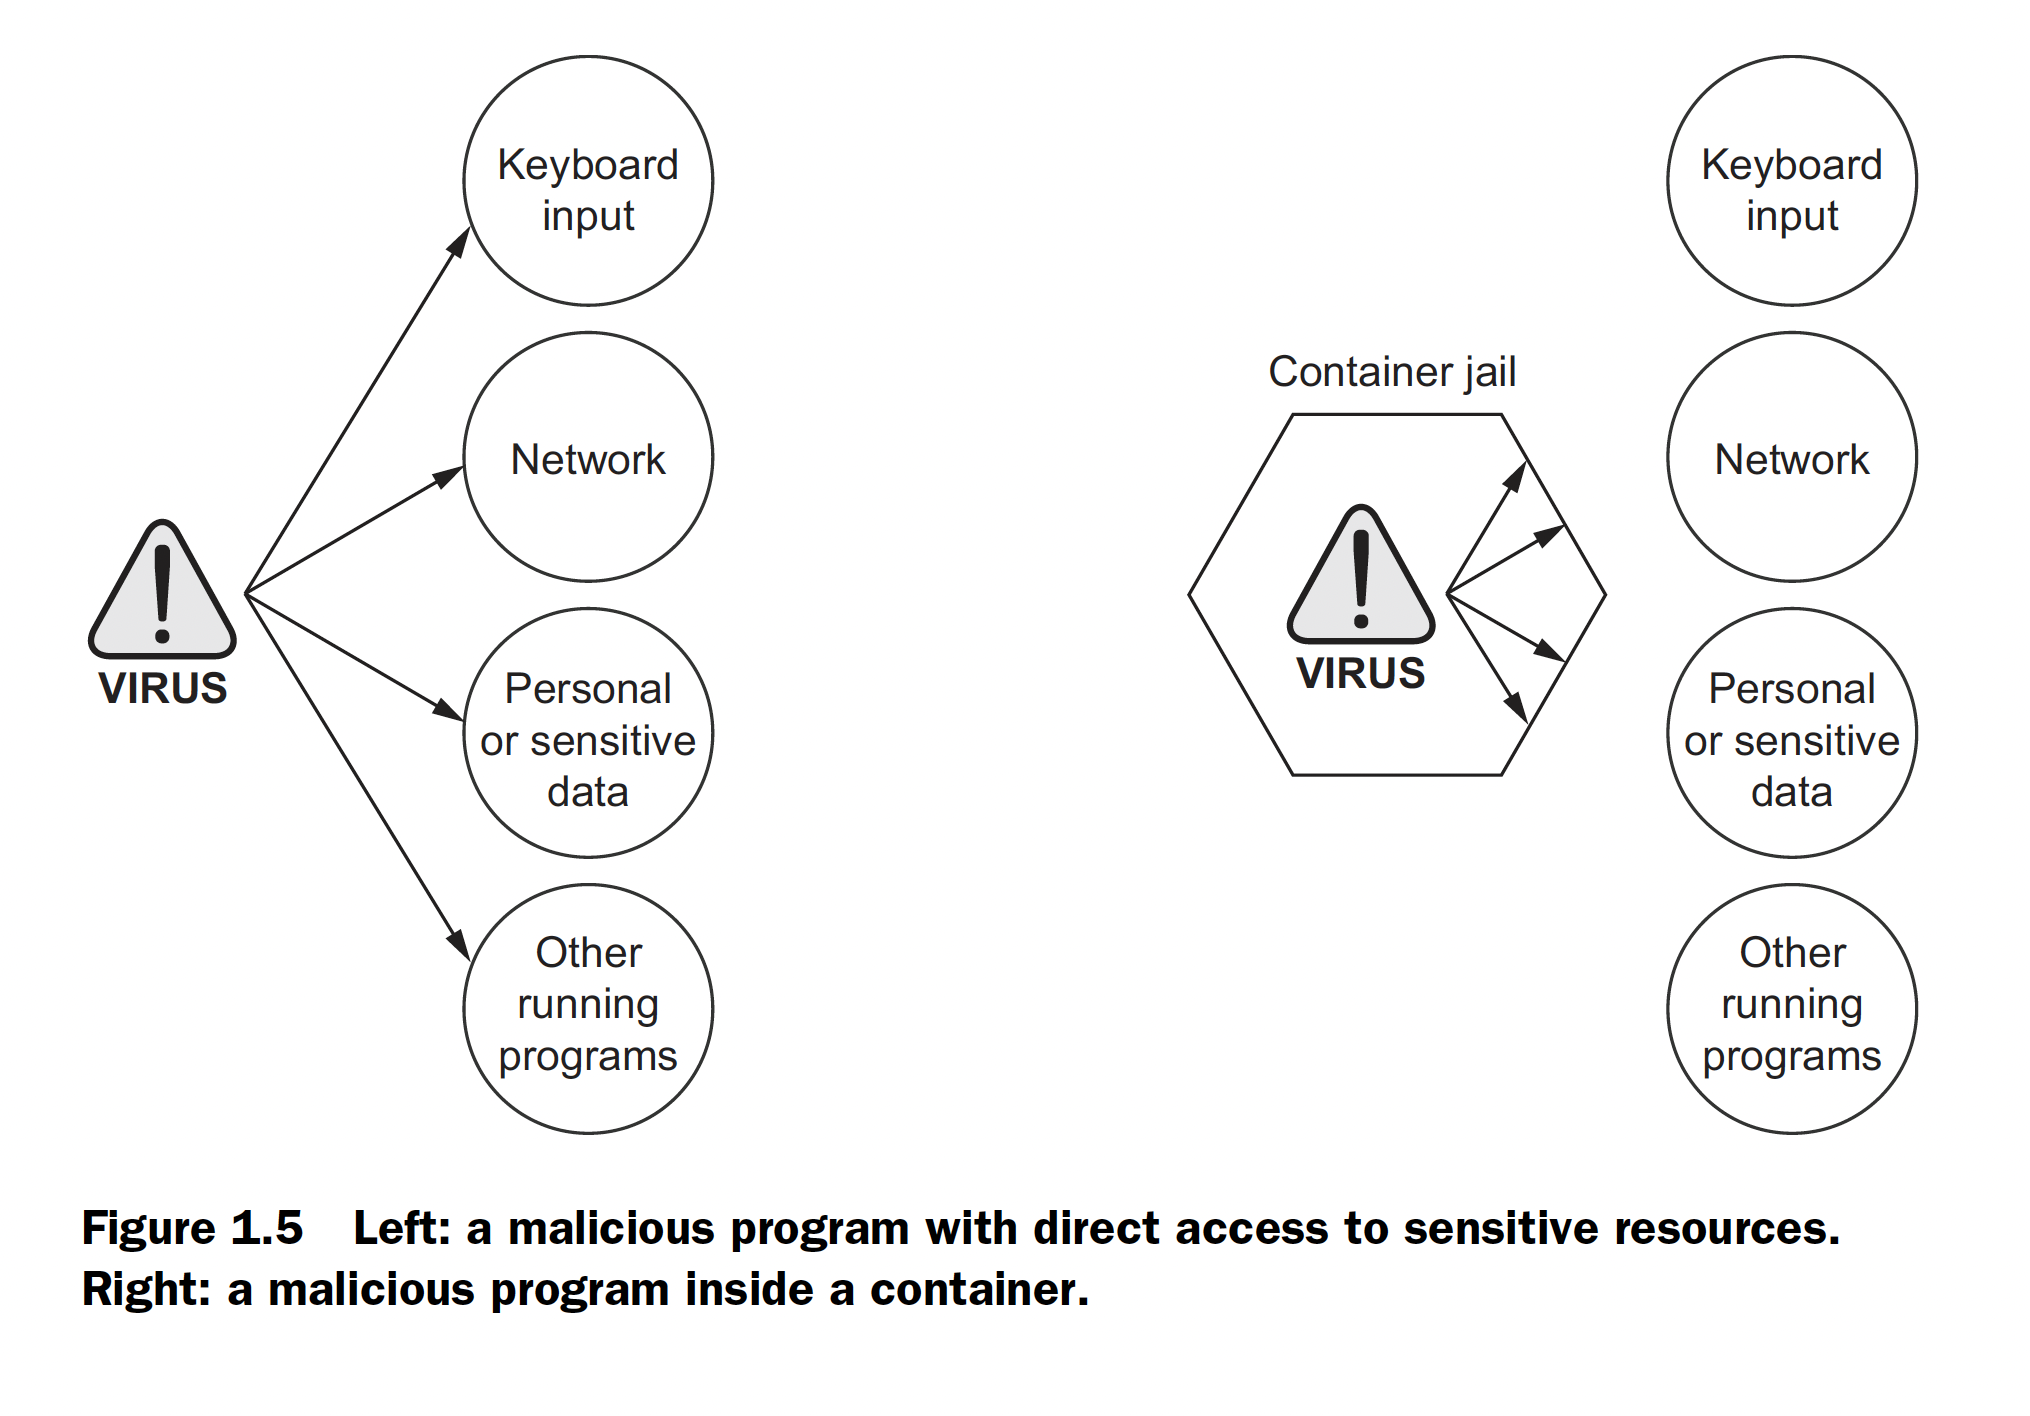 Keyboard
input
Network
VIRUS
Personal
or sensitive
data
Other
running
programs
Container jail
VIRUS
Keyboard
input
Network
Personal
or sensitive
data
Other
running
programs
Figure 1.5 Left: a malicious program with direct access to sensitive resources.
Right: a malicious program inside a container.